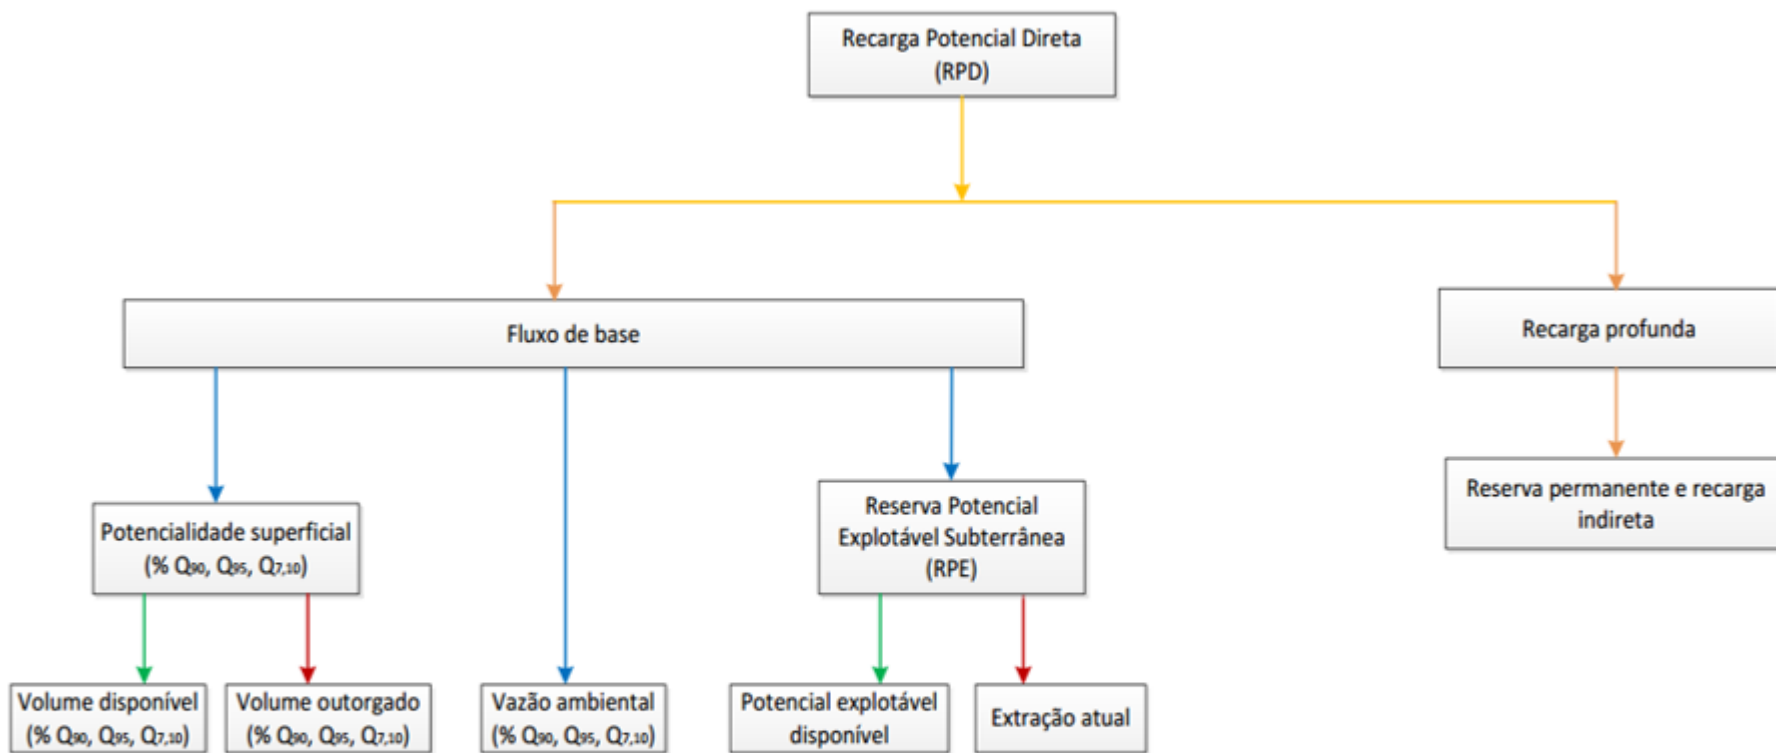 Recarga Potencial Direta
(RPD)
Fluxo de base
Recarga profunda
Potencialidade superficial
(% Q₉₀, Q₉₅, Q₇,₁₀)
Reserva Potencial
Explotável Subterrânea
(RPE)
Reserva permanente e recarga
indireta
Volume disponível
(% Q₉₀, Q₉₅, Q₇,₁₀)
Volume outorgado
(% Q₉₀, Q₉₅, Q₇,₁₀)
Vazão ambiental
(% Q₉₀, Q₉₅, Q₇,₁₀)
Potencial explotável
disponível
Extração atual